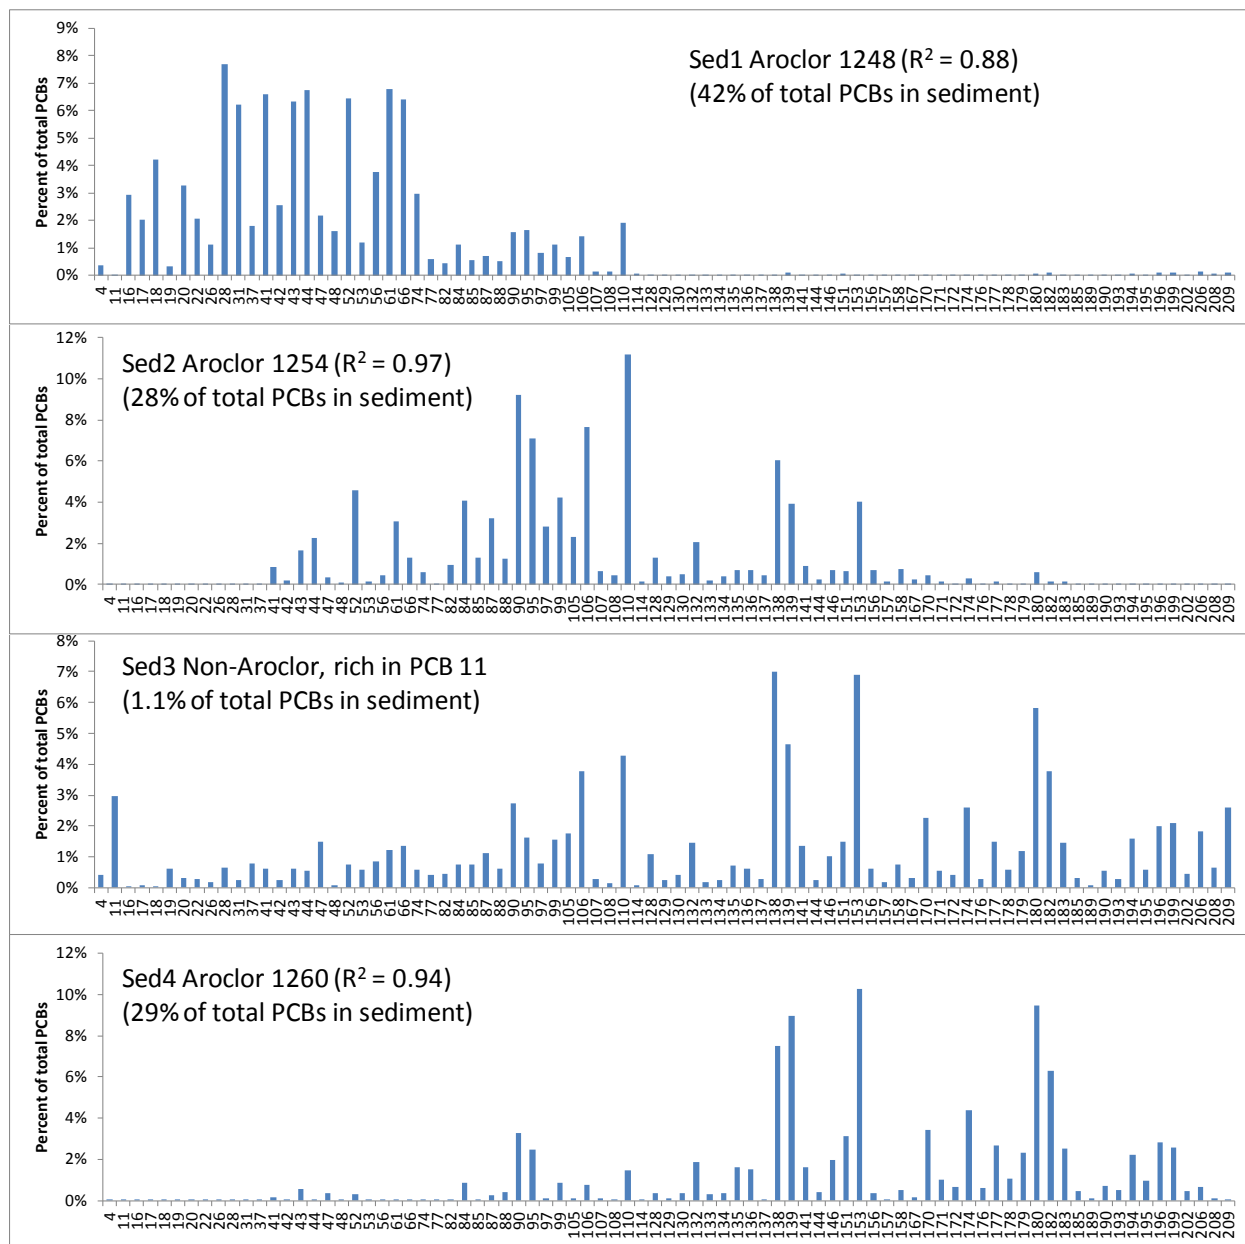 9%
8%
7%
6%
5%
4%
3%
2%
1%
0%
Percent of total PCBs
Sed1 Aroclor 1248 (R² = 0.88)
(42% of total PCBs in sediment)
4 11 16 17 18 19 20 22 26 28 31 37 41 42 43 44 47 48 52 53 56 61 66 74 77 82 84 85 87 88 90 95 97 99 105 106 107 108 110 114 128 129 130 132 133 134 135 136 137 138 139 141 144 146 151 153 156 157 158 167 170 171 172 174 176 177 178 179 180 182 183 185 189 190 193 194 195 196 199 202 206 208 209
12%
10%
8%
6%
4%
2%
0%
Percent of total PCBs
Sed2 Aroclor 1254 (R² = 0.97)
(28% of total PCBs in sediment)
4 11 16 17 18 19 20 22 26 28 31 37 41 42 43 44 47 48 52 53 56 61 66 74 77 82 84 85 87 88 90 95 97 99 105 106 107 108 110 114 128 129 130 132 133 134 135 136 137 138 139 141 144 146 151 153 156 157 158 167 170 171 172 174 176 177 178 179 180 182 183 185 189 190 193 194 195 196 199 202 206 208 209
8%
7%
6%
5%
4%
3%
2%
1%
0%
Percent of total PCBs
Sed3 Non-Aroclor, rich in PCB 11
(1.1% of total PCBs in sediment)
4 11 16 17 18 19 20 22 26 28 31 37 41 42 43 44 47 48 52 53 56 61 66 74 77 82 84 85 87 88 90 95 97 99 105 106 107 108 110 114 128 129 130 132 133 134 135 136 137 138 139 141 144 146 151 153 156 157 158 167 170 171 172 174 176 177 178 179 180 182 183 185 189 190 193 194 195 196 199 202 206 208 209
12%
10%
8%
6%
4%
2%
0%
Percent of total PCBs
Sed4 Aroclor 1260 (R² = 0.94)
(29% of total PCBs in sediment)
4 11 16 17 18 19 20 22 26 28 31 37 41 42 43 44 47 48 52 53 56 61 66 74 77 82 84 85 87 88 90 95 97 99 105 106 107 108 110 114 128 129 130 132 133 134 135 136 137 138 139 141 144 146 151 153 156 157 158 167 170 171 172 174 176 177 178 179 180 182 183 185 189 190 193 194 195 196 199 202 206 208 209